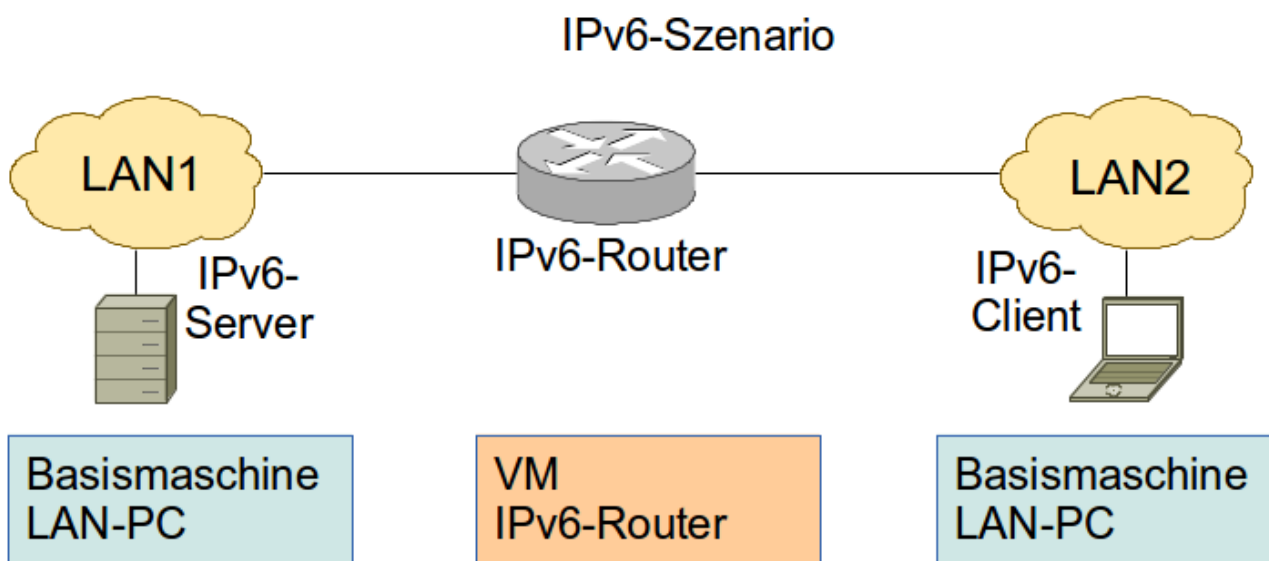 IPv6-Szenario
LAN1
LAN2
IPv6-Router
IPv6-
Server
IPv6-
Client
Basismaschine
LAN-PC
VM
IPv6-Router
Basismaschine
LAN-PC